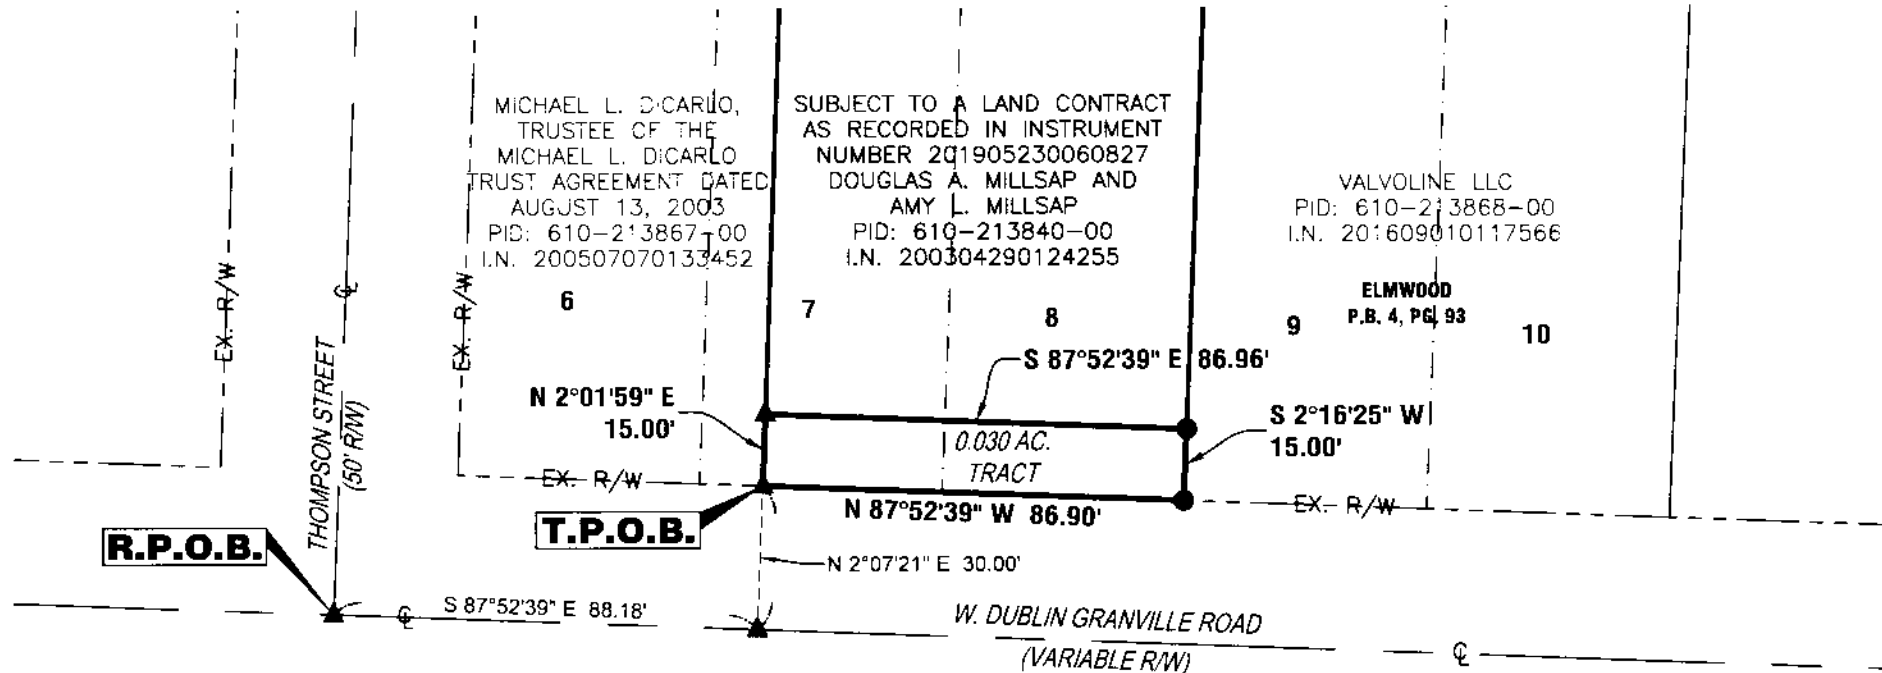 MICHAEL L. DICARLO,
TRUSTEE OF THE
MICHAEL L. DICARLO
TRUST AGREEMENT DATED
AUGUST 13, 2003
PID: 610-213867-00
I.N. 200507070133452
6
SUBJECT TO A LAND CONTRACT
AS RECORDED IN INSTRUMENT
NUMBER 201905230060827
DOUGLAS A. MILLSAP AND
AMY L. MILLSAP
PID: 610-213840-00
I.N. 200304290124255
7
8
VALVOLINE LLC
PID: 610-213868-00
I.N. 201609010117566
ELMWOOD
P.B. 4, PG. 93
9
10
EX. R/W
℄
EX. R/W
THOMPSON STREET
(50' R/W)
S 87°52'39" E 86.96'
N 2°01'59" E
15.00'
S 2°16'25" W
15.00'
0.030 AC.
TRACT
EX. R/W
EX. R/W
N 87°52'39" W 86.90'
T.P.O.B.
R.P.O.B.
N 2°07'21" E 30.00'
℄
S 87°52'39" E 88.18'
W. DUBLIN GRANVILLE ROAD
(VARIABLE R/W)
℄